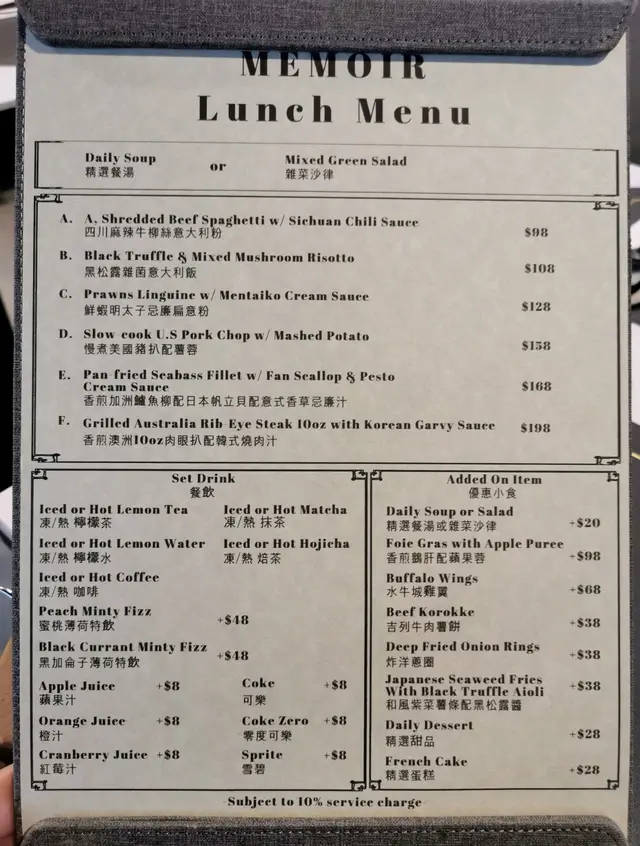 MEMOIR
Lunch Menu
Daily Soup or Mixed Green Salad
精選餐湯 雜菜沙律
A. A, Shredded Beef Spaghetti w/ Sichuan Chili Sauce $98
四川麻辣牛柳絲意大利粉
B. Black Truffle & Mixed Mushroom Risotto $108
黑松露雜菌意大利飯
C. Prawns Linguine w/ Mentaiko Cream Sauce $128
鮮蝦明太子忌廉扁意粉
D. Slow-cook U.S Pork Chop w/ Mashed Potato $158
慢煮美國豬扒配薯蓉
E. Pan-fried Seabass Fillet w/ Fan Scallop & Pesto
Cream Sauce $168
香煎加洲鱸魚柳配日本帆立貝配意式香草忌廉汁
F. Grilled Australia Rib-Eye Steak 10oz with Korean Garvy Sauce $198
香煎澳洲10oz肉眼扒配韓式燒肉汁
Set Drink
餐飲
Iced or Hot Lemon Tea Iced or Hot Matcha
凍/熱 檸檬茶 凍/熱 抹茶
Iced or Hot Lemon Water Iced or Hot Hojicha
凍/熱 檸檬水 凍/熱 焙茶
Iced or Hot Coffee
凍/熱 咖啡
Peach Minty Fizz +$48
蜜桃薄荷特飲
Black Currant Minty Fizz +$48
黑加侖子薄荷特飲
Apple Juice +$8 Coke +$8
蘋果汁 可樂
Orange Juice +$8 Coke Zero +$8
橙汁 零度可樂
Cranberry Juice +$8 Sprite +$8
紅莓汁 雪碧
Added On Item
優惠小食
Daily Soup or Salad +$20
精選餐湯或雜菜沙律
Foie Gras with Apple Puree +$98
香煎鵝肝配蘋果蓉
Buffalo Wings +$68
水牛城雞翼
Beef Korokke +$38
吉列牛肉薯餅
Deep Fried Onion Rings +$38
炸洋蔥圈
Japanese Seaweed Fries +$38
With Black Truffle Aioli
和風紫菜薯條配黑松露醬
Daily Dessert +$28
精選甜品
French Cake +$28
精選蛋糕
Subject to 10% service charge